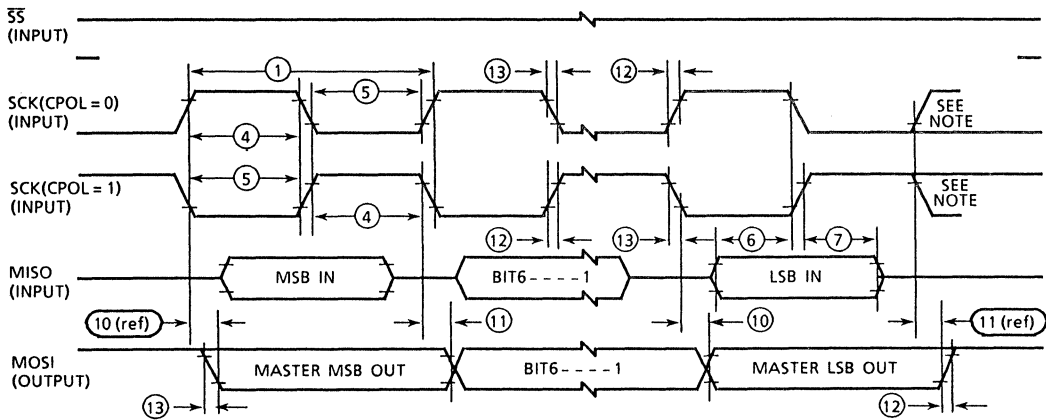 SS
(INPUT)
1
5
13
12
SCK(CPOL = 0)
(INPUT)
SEE
NOTE
4
SCK(CPOL = 1)
(INPUT)
5
SEE
NOTE
4
12
13
6
7
MISO
(INPUT)
MSB IN
BIT6-----1
LSB IN
10 (ref)
11
10
11 (ref)
MOSI
(OUTPUT)
MASTER MSB OUT
BIT6-----1
MASTER LSB OUT
13
12